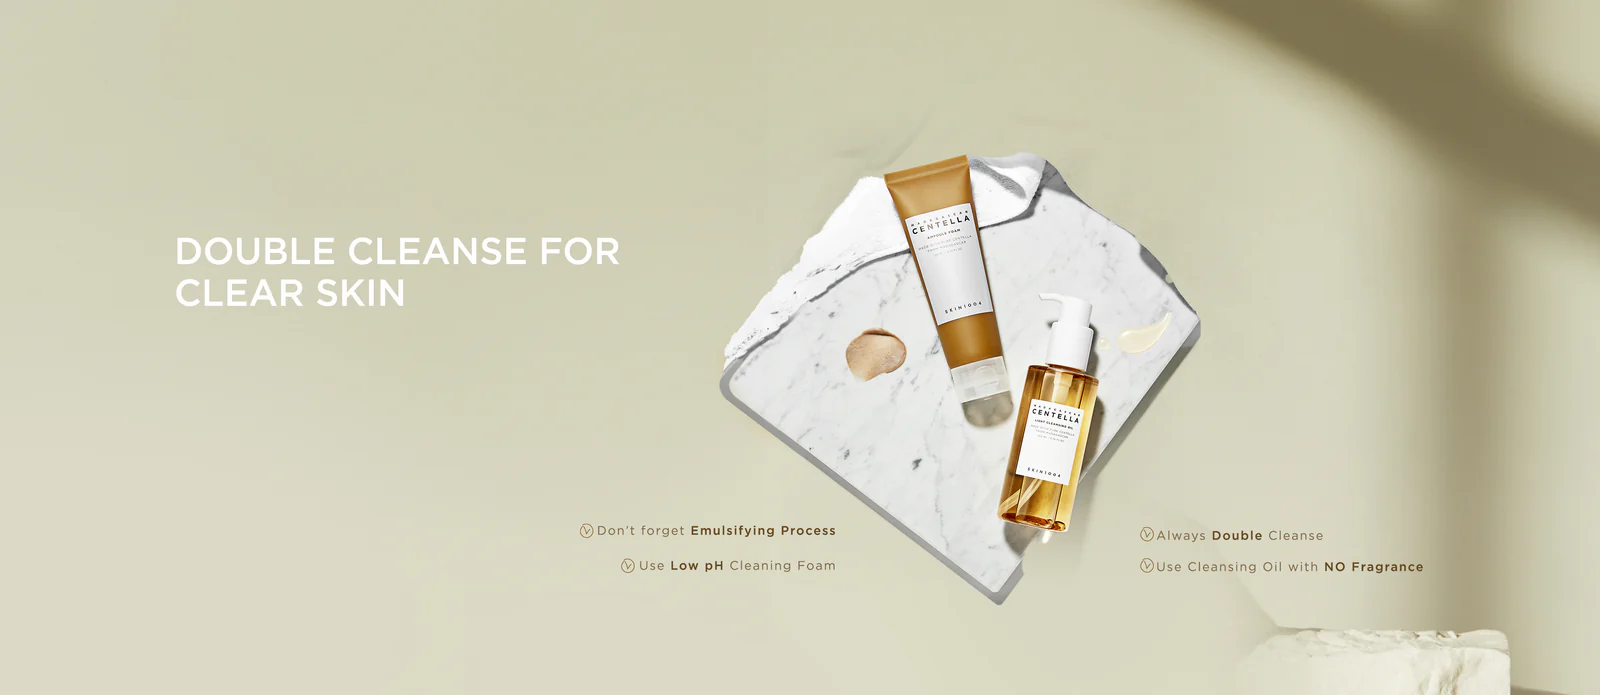 DOUBLE CLEANSE FOR
CLEAR SKIN
MADAGASCAR
CENTELLA
AMPOULE FOAM
SKIN1004
MADAGASCAR
CENTELLA
LIGHT CLEANSING OIL
SKIN1004
Don't forget Emulsifying Process
Use Low pH Cleaning Foam
Always Double Cleanse
Use Cleansing Oil with NO Fragrance